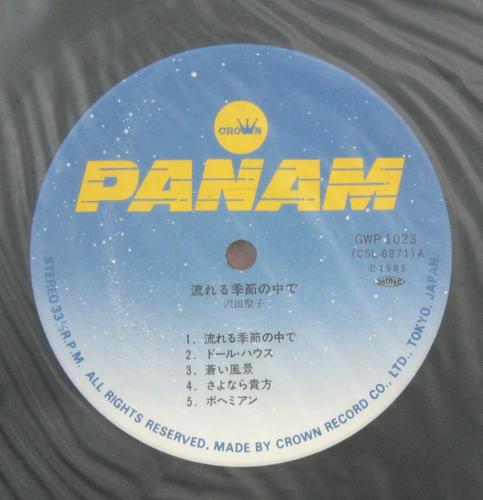 CROWN
PANAM
GWP 1023
(CSL-6871)A
Ⓟ1983
流れる季節の中で
沢田聖子
1. 流れる季節の中で
2. ドール・ハウス
3. 蒼い風景
4. さよなら貴方
5. ボヘミアン
STEREO 33⅓R.P.M. ALL RIGHTS RESERVED. MADE BY CROWN RECORD CO., LTD., TOKYO, JAPAN.